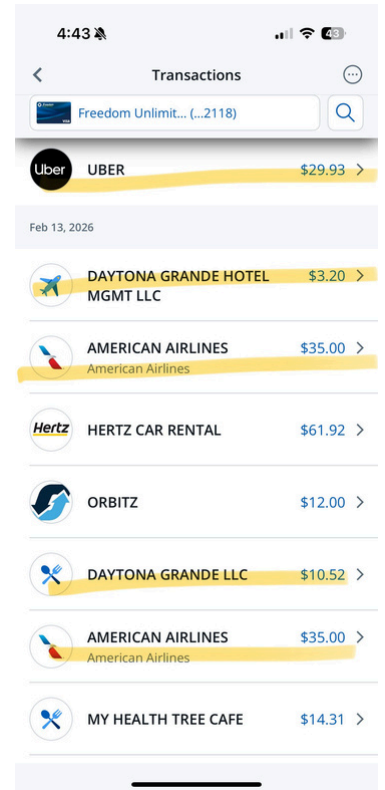 4:43
43
Transactions
Freedom Unlimit... (...2118)
Uber
UBER
$29.93
Feb 13, 2026
DAYTONA GRANDE HOTEL
MGMT LLC
$3.20
AMERICAN AIRLINES
$35.00
American Airlines
Hertz
HERTZ CAR RENTAL
$61.92
ORBITZ
$12.00
DAYTONA GRANDE LLC
$10.52
AMERICAN AIRLINES
$35.00
American Airlines
MY HEALTH TREE CAFE
$14.31